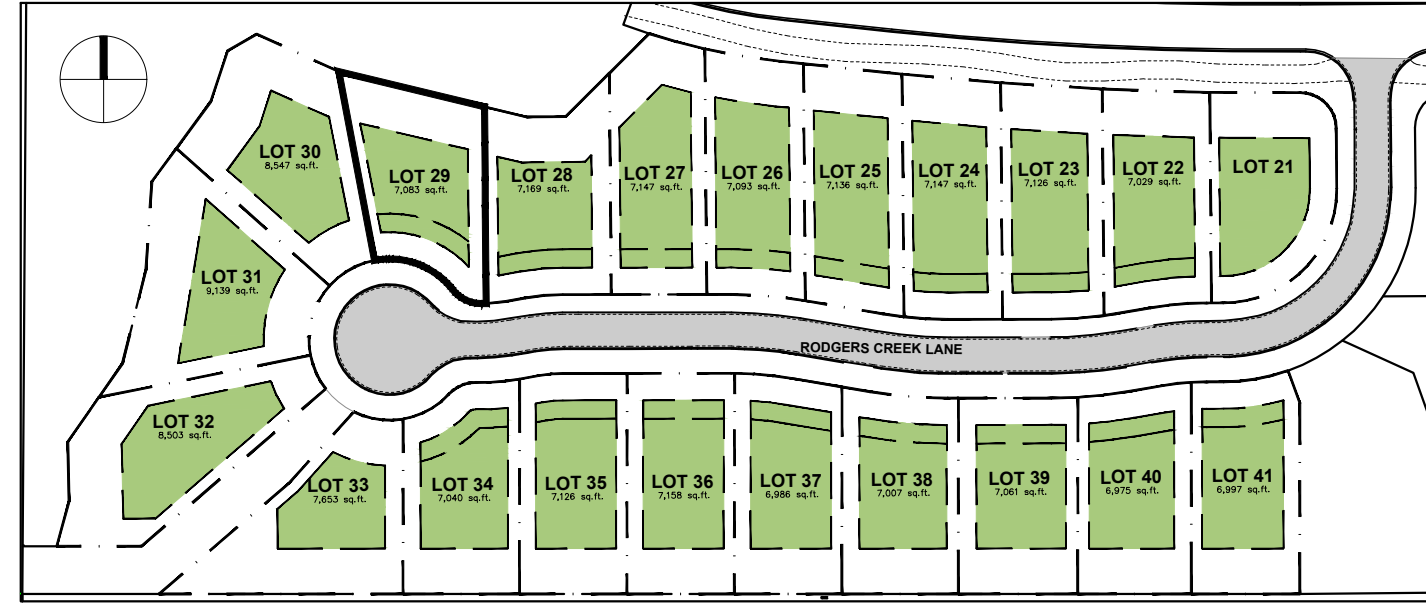 LOT 30
8,547 sq.ft.
LOT 29
7,083 sq.ft.
LOT 28
7,169 sq.ft.
LOT 27
7,147 sq.ft.
LOT 26
7,093 sq.ft.
LOT 25
7,136 sq.ft.
LOT 24
7,147 sq.ft.
LOT 23
7,126 sq.ft.
LOT 22
7,029 sq.ft.
LOT 21
LOT 31
9,139 sq.ft.
RODGERS CREEK LANE
LOT 32
8,503 sq.ft.
LOT 33
7,653 sq.ft.
LOT 34
7,040 sq.ft.
LOT 35
7,126 sq.ft.
LOT 36
7,158 sq.ft.
LOT 37
6,986 sq.ft.
LOT 38
7,007 sq.ft.
LOT 39
7,061 sq.ft.
LOT 40
6,975 sq.ft.
LOT 41
6,997 sq.ft.